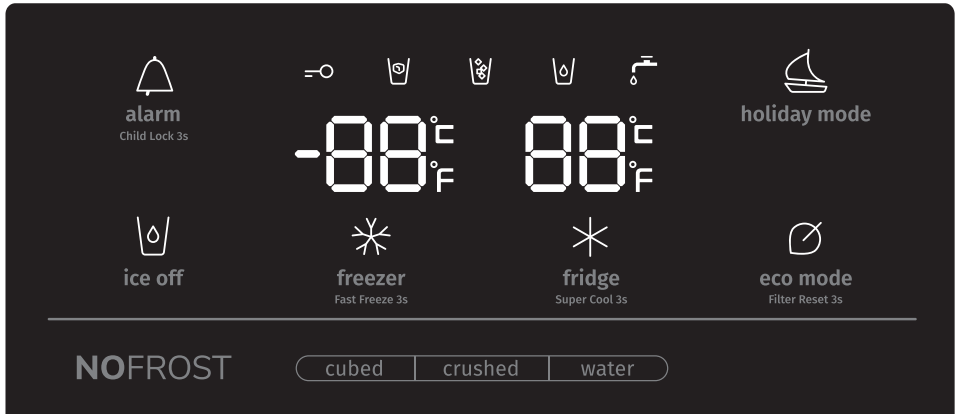 alarm
Child Lock 3s
-88°C °F
88°C °F
holiday mode
ice off
freezer
Fast Freeze 3s
fridge
Super Cool 3s
eco mode
Filter Reset 3s
NOFROST
cubed
crushed
water